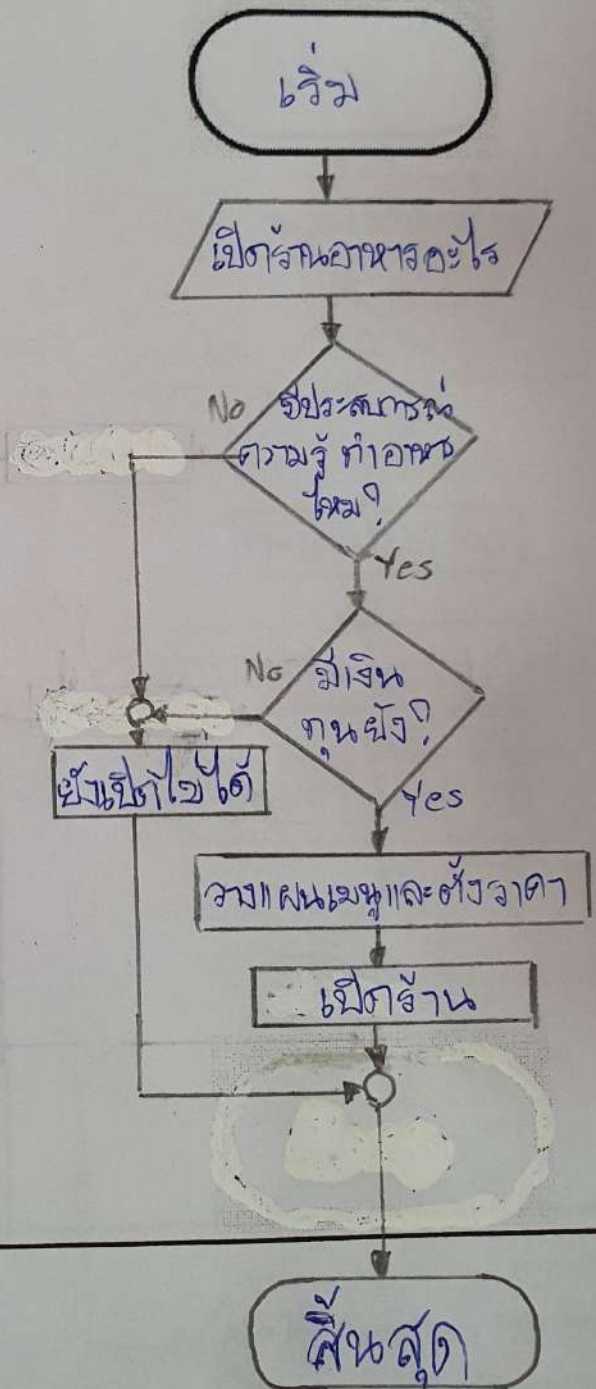 เริ่ม
เปิดร้านอาหารอะไร
No
มีประสบการณ์
ความรู้ ทำอาหาร
ไหม?
Yes
No
มีเงิน
ทุนยัง?
ยังเปิดไม่ได้
Yes
วางแผนเมนูและตั้งราคา
เปิดร้าน
สิ้นสุด